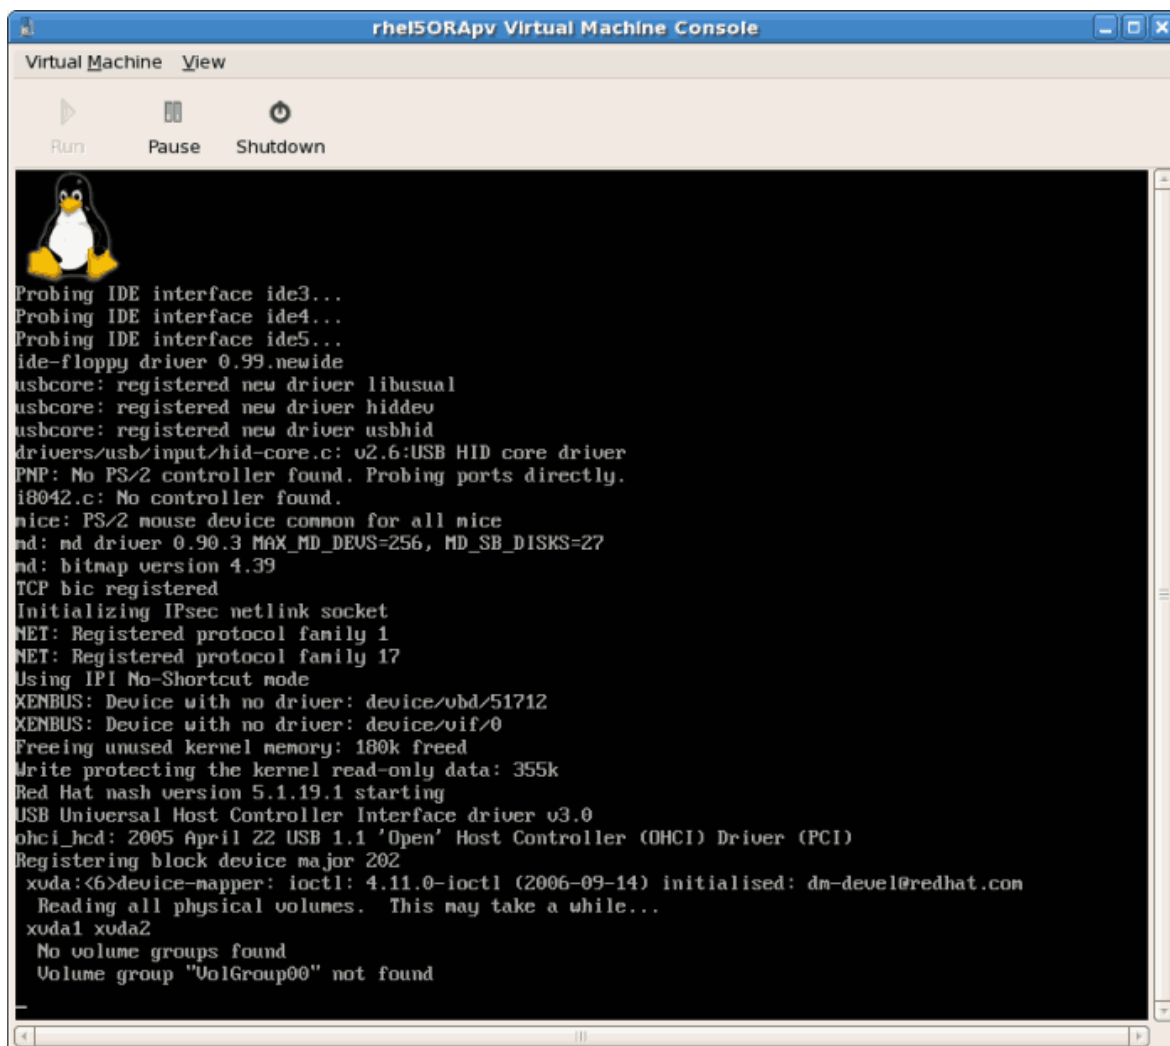 rhel5ORApv Virtual Machine Console
Virtual Machine View
Run Pause Shutdown
Probing IDE interface ide3...
Probing IDE interface ide4...
Probing IDE interface ide5...
ide-floppy driver 0.99.newide
usbcore: registered new driver libusual
usbcore: registered new driver hiddev
usbcore: registered new driver usbhid
drivers/usb/input/hid-core.c: v2.6:USB HID core driver
PNP: No PS/2 controller found. Probing ports directly.
i8042.c: No controller found.
mice: PS/2 mouse device common for all mice
md: md driver 0.90.3 MAX_MD_DEVS=256, MD_SB_DISKS=27
md: bitmap version 4.39
TCP bic registered
Initializing IPsec netlink socket
NET: Registered protocol family 1
NET: Registered protocol family 17
Using IPI No-Shortcut mode
XENBUS: Device with no driver: device/vbd/51712
XENBUS: Device with no driver: device/vif/0
Freeing unused kernel memory: 180k freed
Write protecting the kernel read-only data: 355k
Red Hat nash version 5.1.19.1 starting
USB Universal Host Controller Interface driver v3.0
ohci_hcd: 2005 April 22 USB 1.1 'Open' Host Controller (OHCI) Driver (PCI)
Registering block device major 202
xvda:<6>device-mapper: ioctl: 4.11.0-ioctl (2006-09-14) initialised: dm-devel@redhat.com
Reading all physical volumes.  This may take a while...
xvda1 xvda2
No volume groups found
Volume group "VolGroup00" not found